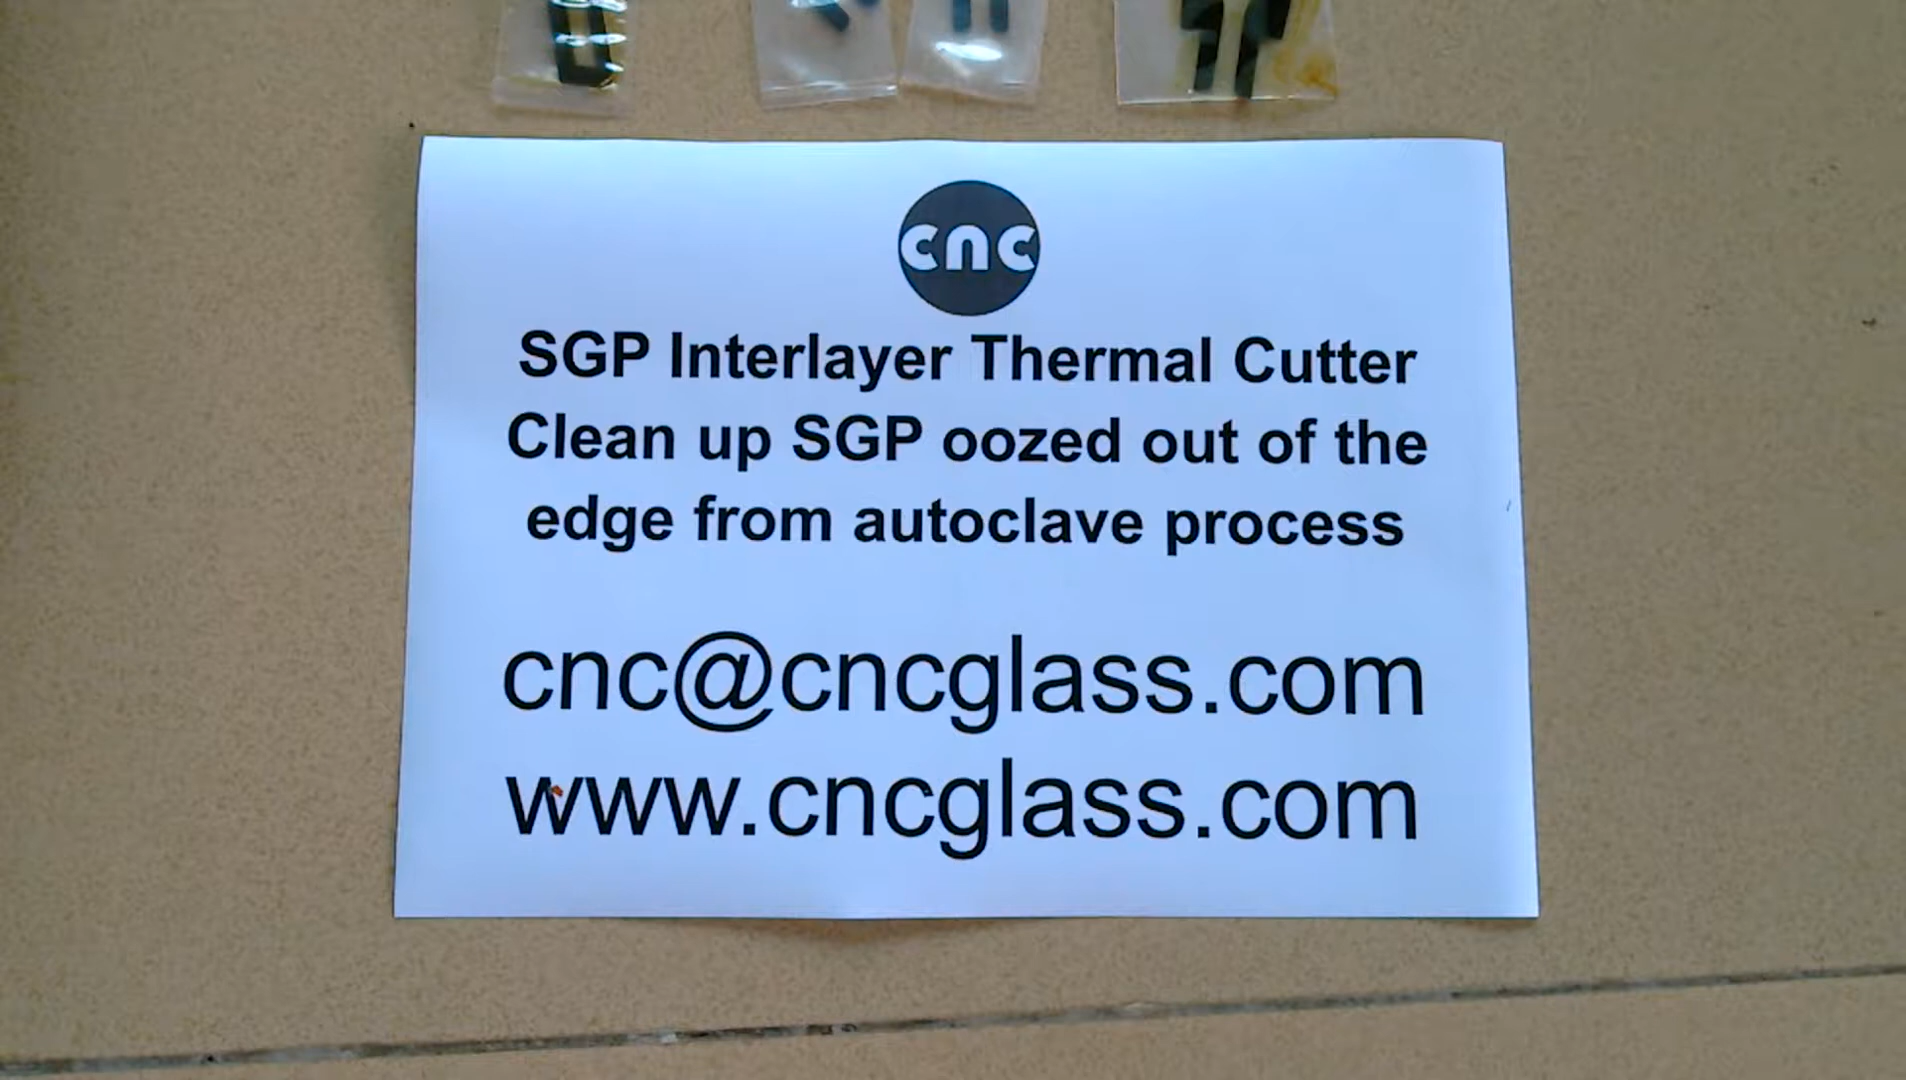 cnc
SGP Interlayer Thermal Cutter
Clean up SGP oozed out of the
edge from autoclave process
cnc@cncglass.com
www.cncglass.com